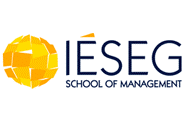 IÉSEG
SCHOOL OF MANAGEMENT